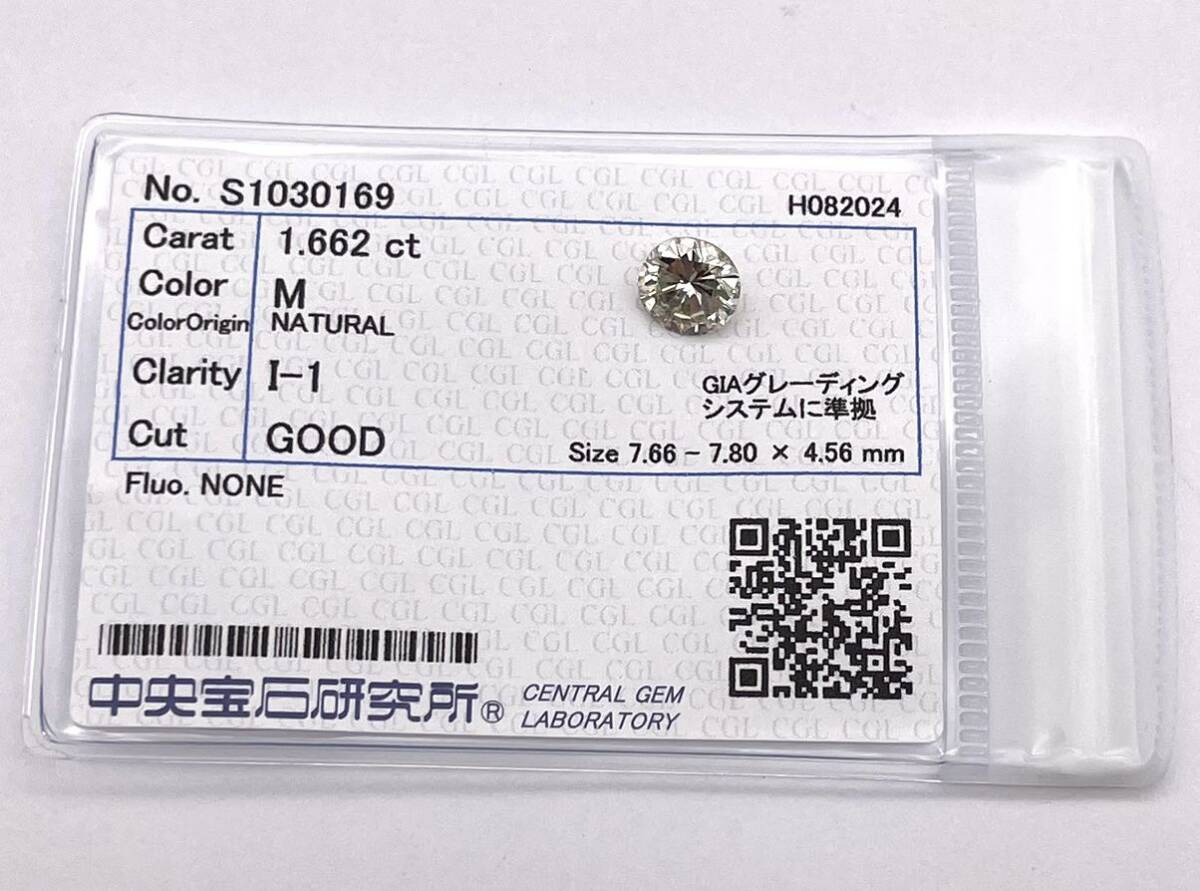 No. S1030169
H082024
Carat 1.662 ct
Color M
ColorOrigin NATURAL
Clarity I-1
GIAグレーディング
システムに準拠
Cut GOOD
Size 7.66 - 7.80 × 4.56 mm
Fluo. NONE
中央宝石研究所®
CENTRAL GEM
LABORATORY